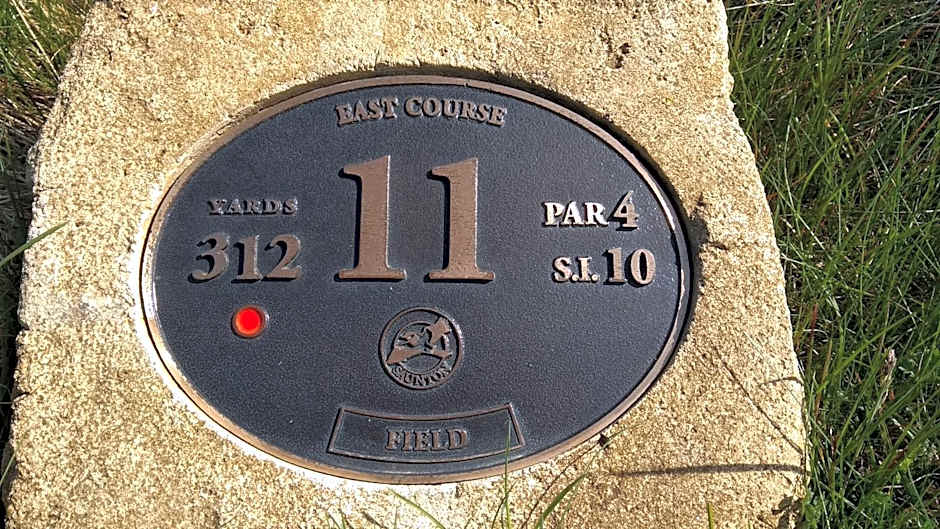 EAST COURSE
11
YARDS
312
PAR 4
S.I. 10
SAUNTON
FIELD